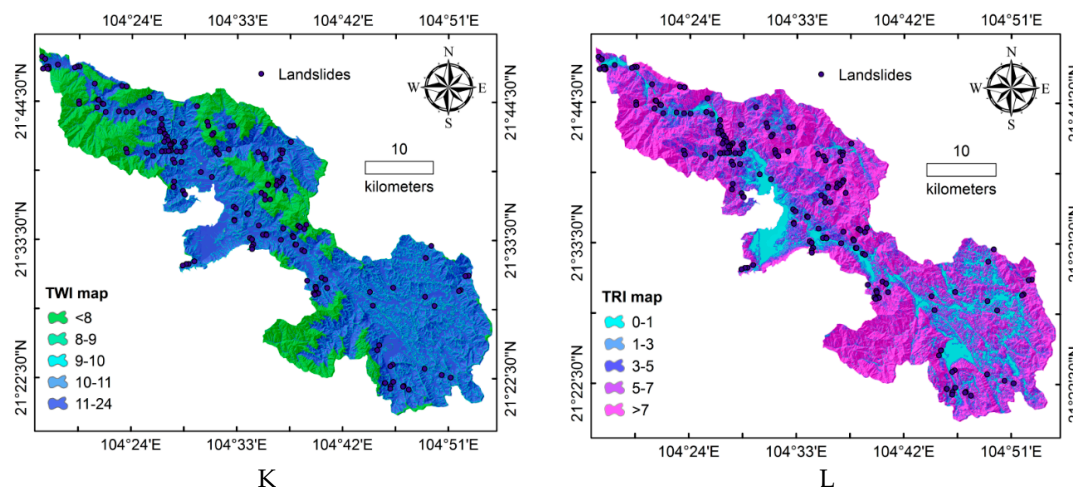 104°24'E 104°33'E 104°42'E 104°51'E
Landslides
N
W E
S
10
kilometers
21°44'30"N
21°33'30"N
21°22'30"N
TWI map
<8
8-9
9-10
10-11
11-24
104°24'E 104°33'E 104°42'E 104°51'E
K
104°24'E 104°33'E 104°42'E 104°51'E
Landslides
N
W E
S
10
kilometers
21°44'30"N
21°33'30"N
21°22'30"N
TRI map
0-1
1-3
3-5
5-7
>7
104°24'E 104°33'E 104°42'E 104°51'E
L